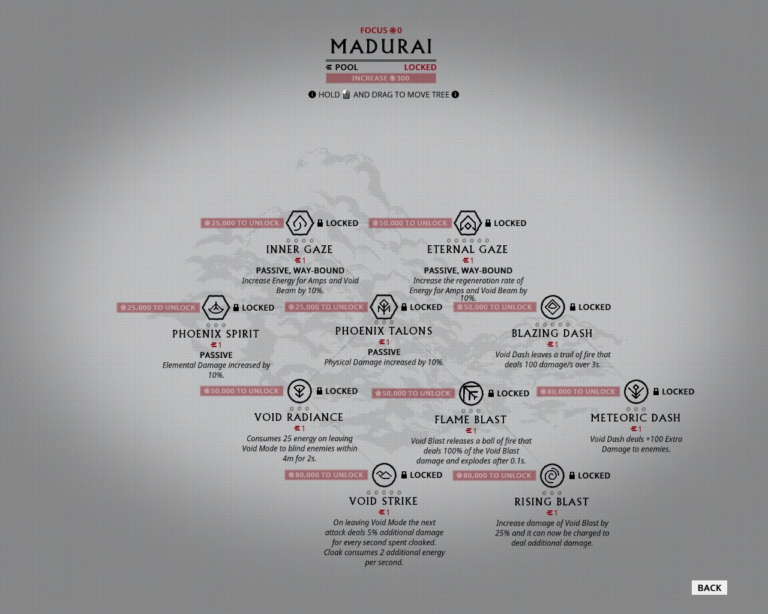 FOCUS 0
MADURAI
POOL LOCKED
INCREASE 300
HOLD AND DRAG TO MOVE TREE
25,000 TO UNLOCK LOCKED
INNER GAZE
1
PASSIVE, WAY-BOUND
Increase Energy for Amps and Void
Beam by 10%.
50,000 TO UNLOCK LOCKED
ETERNAL GAZE
1
PASSIVE, WAY-BOUND
Increase the regeneration rate of
Energy for Amps and Void Beam by
10%.
25,000 TO UNLOCK LOCKED
PHOENIX SPIRIT
1
PASSIVE
Elemental Damage increased by
10%.
25,000 TO UNLOCK LOCKED
PHOENIX TALONS
1
PASSIVE
Physical Damage increased by 10%.
50,000 TO UNLOCK LOCKED
BLAZING DASH
1
Void Dash leaves a trail of fire that
deals 100 damage/s over 3s.
50,000 TO UNLOCK LOCKED
VOID RADIANCE
1
Consumes 25 energy on leaving
Void Mode to blind enemies within
4m for 2s.
50,000 TO UNLOCK LOCKED
FLAME BLAST
1
Void Blast releases a ball of fire that
deals 100% of the Void Blast
damage and explodes after 0.1s.
80,000 TO UNLOCK LOCKED
METEORIC DASH
1
Void Dash deals +100 Extra
Damage to enemies.
80,000 TO UNLOCK LOCKED
VOID STRIKE
1
On leaving Void Mode the next
attack deals 5% additional damage
for every second spent cloaked.
Cloak consumes 2 additional energy
per second.
80,000 TO UNLOCK LOCKED
RISING BLAST
1
Increase damage of Void Blast by
25% and it can now be charged to
deal additional damage.
BACK